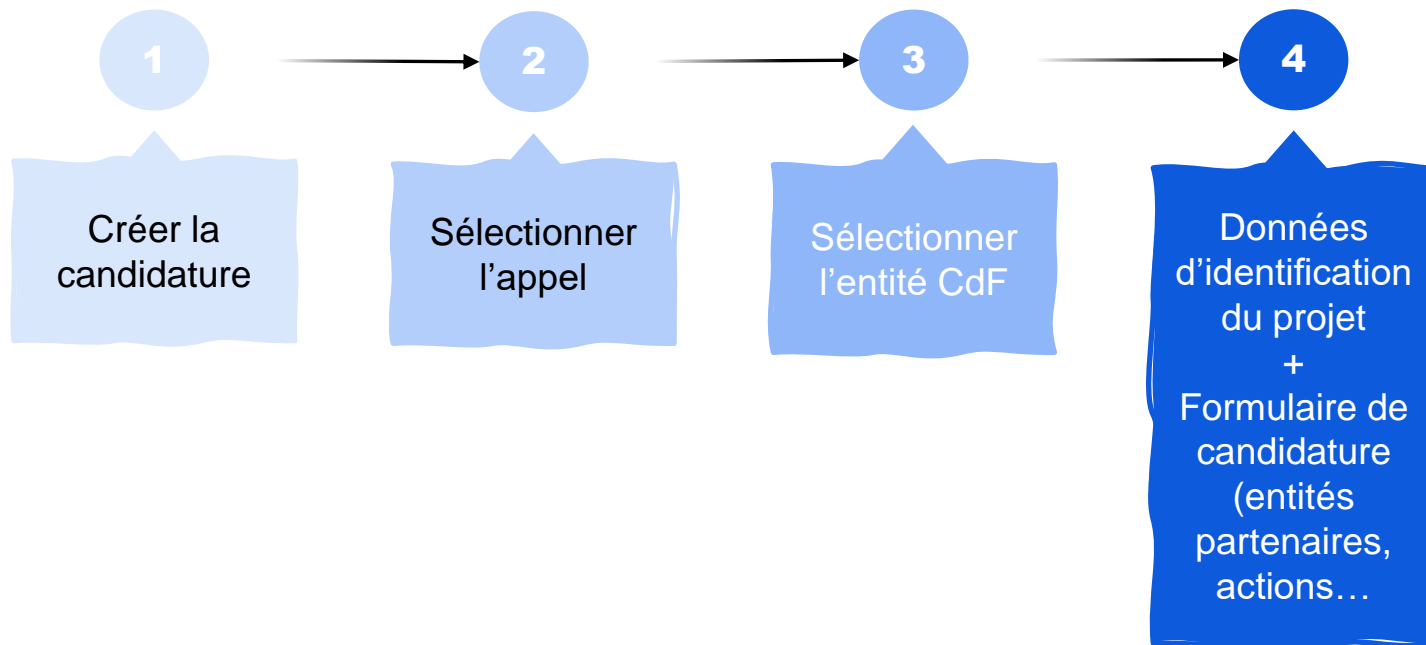 1
2
3
4
Créer la
candidature
Sélectionner
l’appel
Sélectionner
l’entité CdF
Données
d’identification
du projet
+
Formulaire de
candidature
(entités
partenaires,
actions…